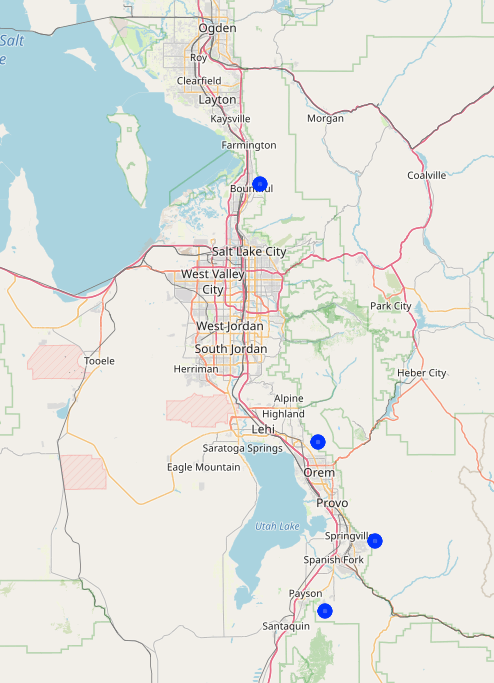 Ogden
Salt
e
Roy
Clearfield
Layton
Kaysville
Morgan
Farmington
Coalville
Bountiful
Salt Lake City
West Valley
City
Park City
West Jordan
South Jordan
Tooele
Herriman
Heber City
Alpine
Highland
Lehi
Saratoga Springs
Eagle Mountain
Orem
Provo
Utah Lake
Springville
Spanish Fork
Payson
Santaquin